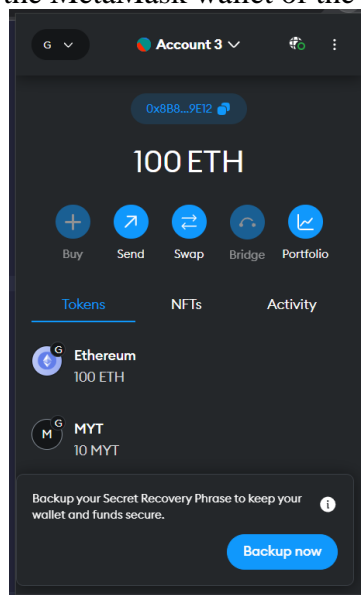 the MetaMask wallet of the
G
Account 3
0x8B8...9E12
100 ETH
Buy Send Swap Bridge Portfolio
Tokens NFTs Activity
G
Ethereum
100 ETH
M G
MYT
10 MYT
Backup your Secret Recovery Phrase to keep your
wallet and funds secure.
Backup now